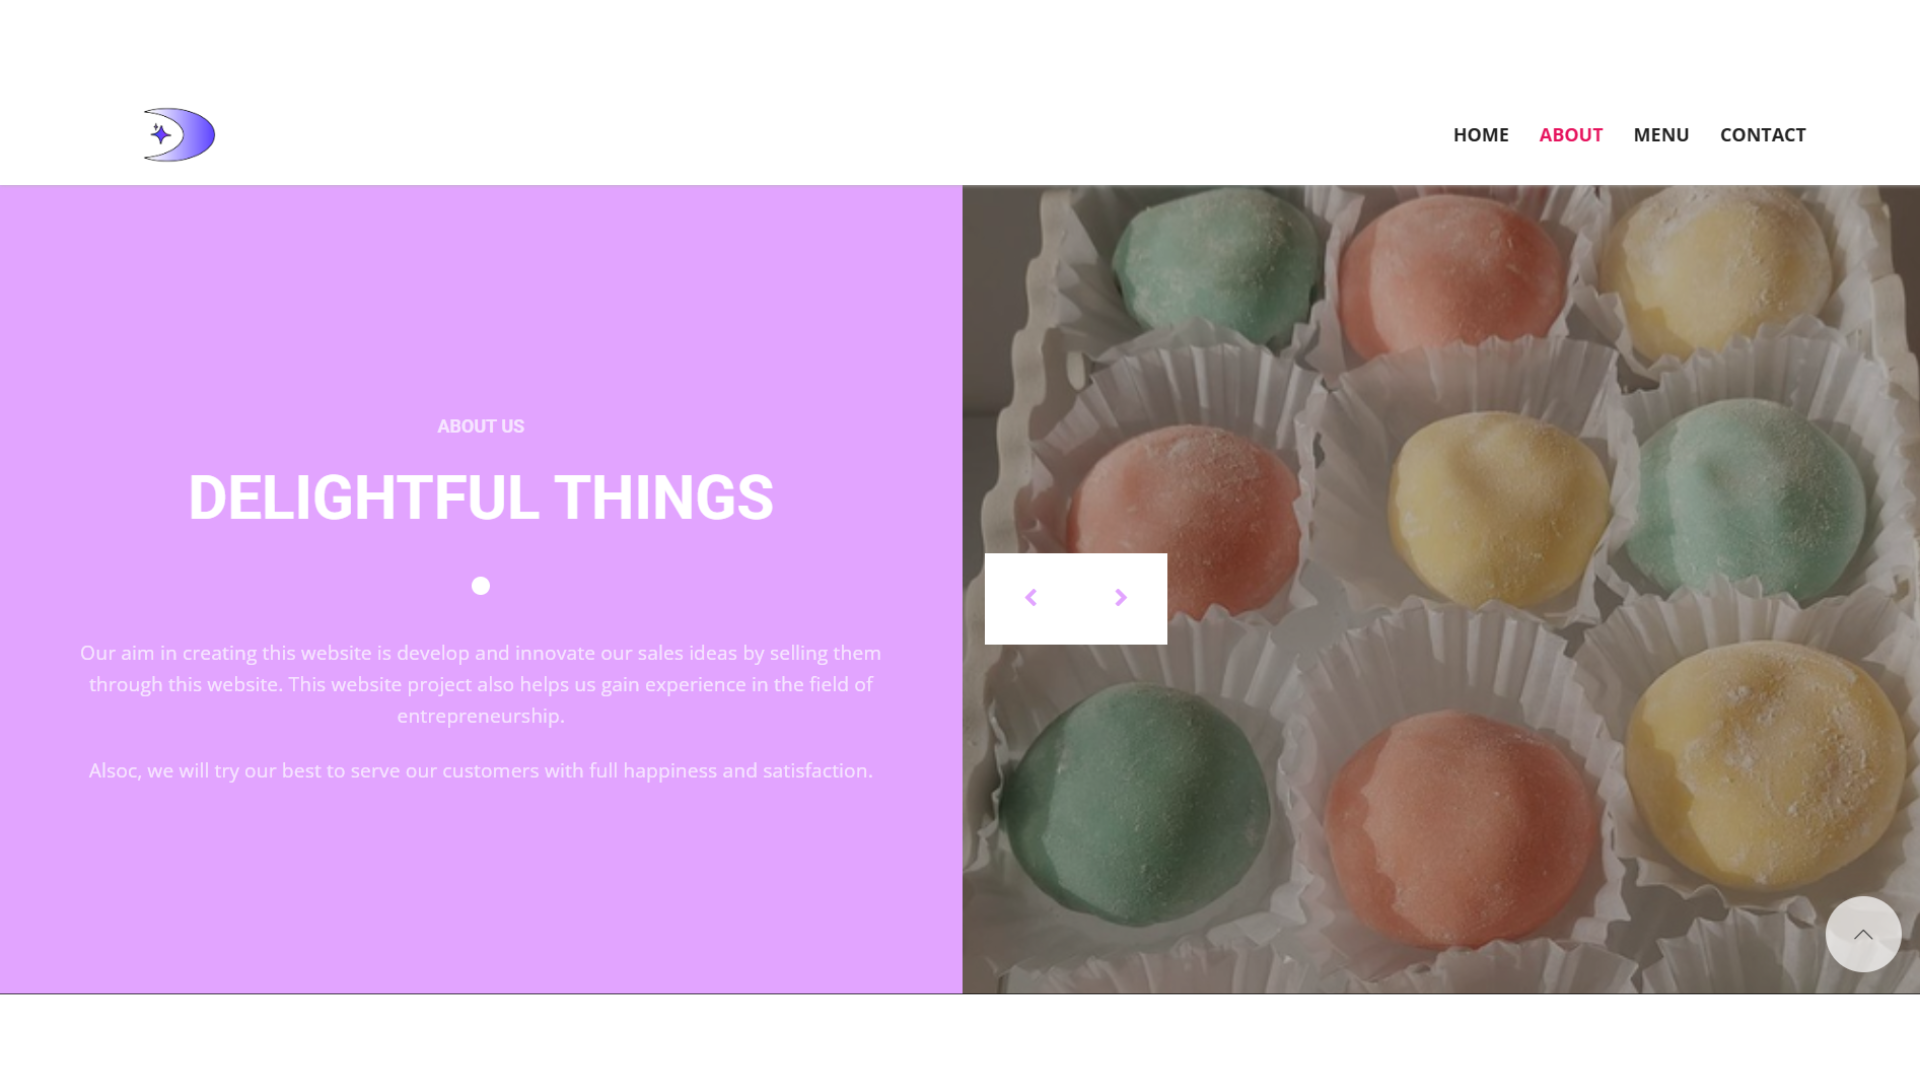 HOME ABOUT MENU CONTACT
ABOUT US
DELIGHTFUL THINGS
Our aim in creating this website is develop and innovate our sales ideas by selling them
through this website. This website project also helps us gain experience in the field of
entrepreneurship.
Alsoc, we will try our best to serve our customers with full happiness and satisfaction.